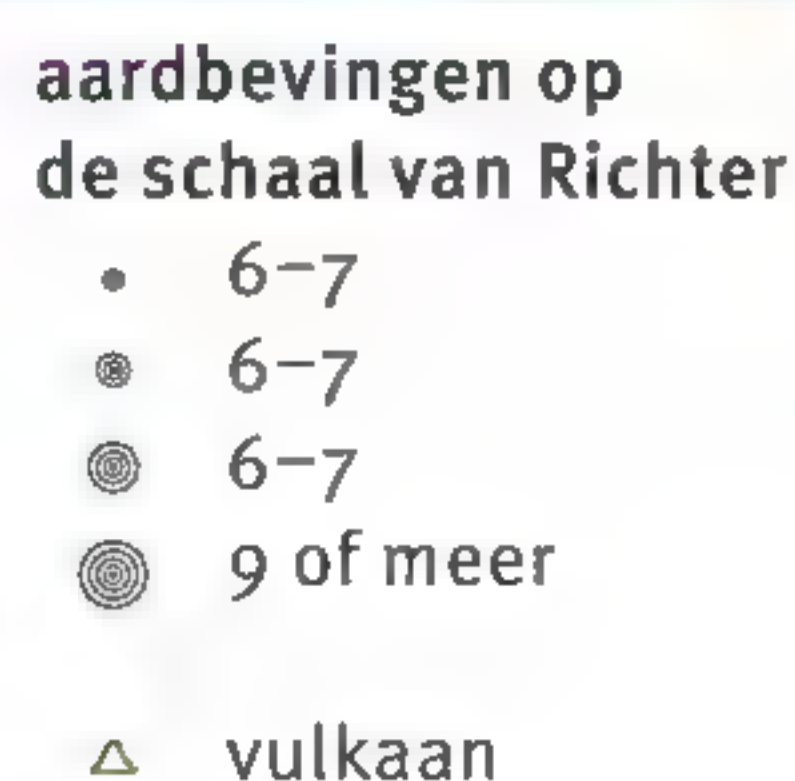 aardbevingen op
de schaal van Richter
6–7
6–7
6–7
9 of meer
vulkaan